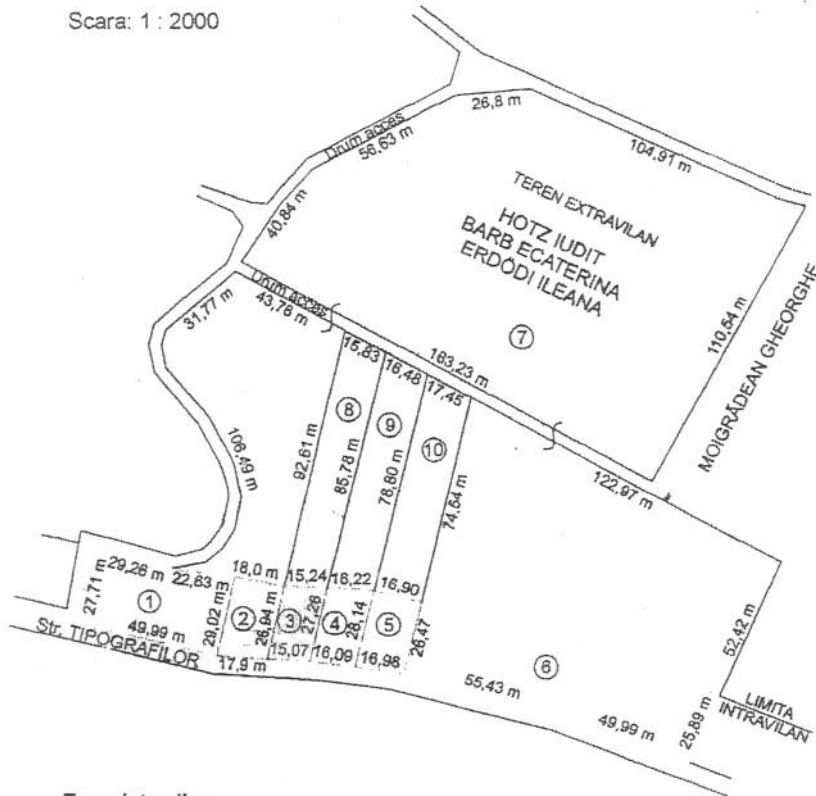 Scara: 1 : 2000
26,8 m
Drum acces
56,63 m
104,91 m
TEREN EXTRAVILAN
HOTZ IUDIT
BARB ECATERINA
ERDÖDI ILEANA
40,84 m
7
110,54 m
MOIGRĂDEAN GHEORGHE
Drum acces
43,76 m
31,77 m
163,23 m
15,83
16,48
17,45
8
9
10
92,61 m
85,78 m
78,80 m
74,54 m
122,97 m
106,49 m
29,26 m
22,63 m
18,0 m
15,24
16,22
16,90
27,71 m
1
49,99 m
29,02 m
2
26,94 m
3
27,26
4
28,14
5
26,47
Str. TIPOGRAFILOR
17,9 m
15,07
16,09
16,98
6
55,43 m
49,99 m
52,42 m
25,89 m
LIMITA
INTRAVILAN